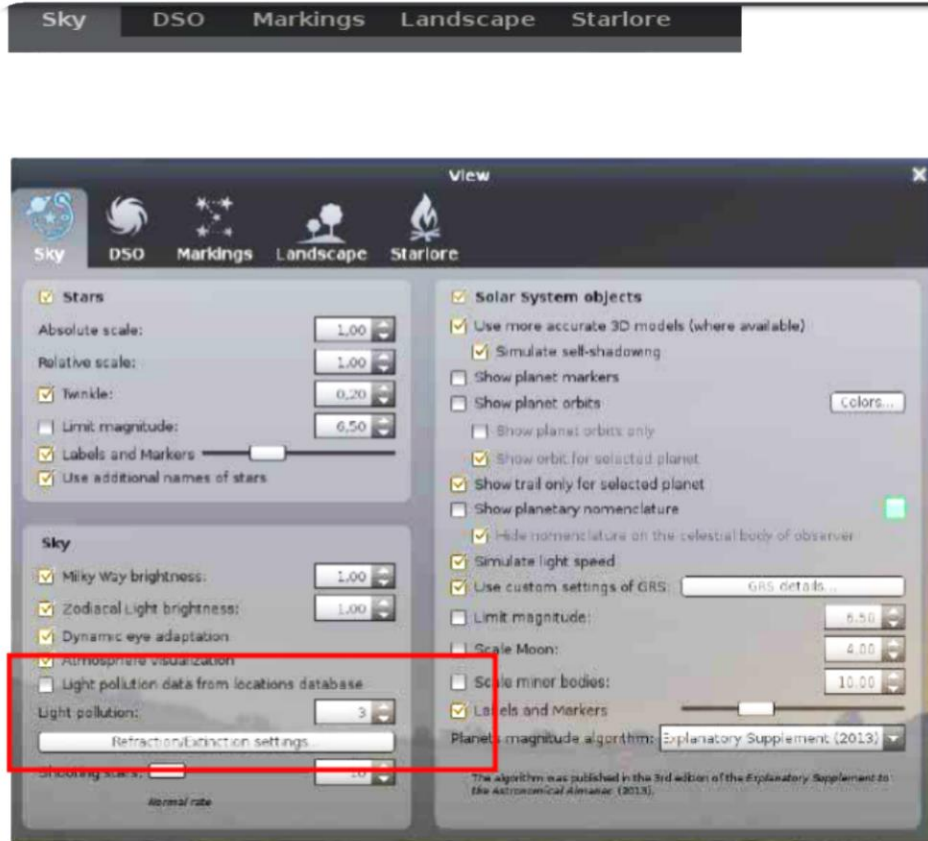 Sky DSO Markings Landscape Starlore
View
Sky DSO Markings Landscape Starlore
Stars
Absolute scale: 1,00
Relative scale: 1.00
Twinkle: 0,20
Limit magnitude: 6,50
Labels and Markers
Use additional names of stars
Sky
Milky Way brightness: 1,00
Zodiacal Light brightness: 1,00
Dynamic eye adaptation
Atmosphere visualization
Light pollution data from locations database
Light pollution: 3
Refraction/Extinction settings...
Shooting stars: 10
Normal rate
Solar System objects
Use more accurate 3D models (where available)
Simulate self-shadowing
Show planet markers
Show planet orbits Colors...
Show planet orbits only
Show orbit for selected planet
Show trail only for selected planet
Show planetary nomenclature
Hide nomenclature on the celestial body of observer
Simulate light speed
Use custom settings of GRS: GRS details...
Limit magnitude: 6.50
Scale Moon: 4.00
Scale minor bodies: 10.00
Labels and Markers
Planets magnitude algorithm: Explanatory Supplement (2013)
The algorithm was published in the 3rd edition of the Explanatory Supplement to
the Astronomical Almanac (2013).